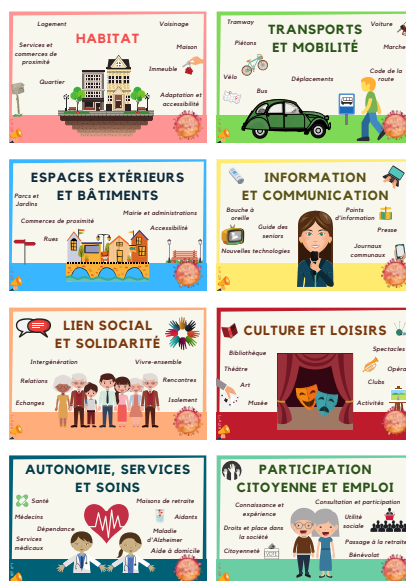 HABITAT
Logement
Voisinage
Services et
commerces de
proximité
Maison
Immeuble
Quartier
Adaptation et
accessibilité
TRANSPORTS
ET MOBILITÉ
Tramway
Voiture
Piétons
Marche
Vélo
Déplacements
Code de la
route
Bus
ESPACES EXTÉRIEURS
ET BÂTIMENTS
Parcs et
Jardins
Mairie et administrations
Commerces de proximité
Accessibilité
Rues
INFORMATION
ET COMMUNICATION
Bouche à
oreille
Points
d'information
Guide des
seniors
Presse
Nouvelles technologies
Journaux
communaux
LIEN SOCIAL
ET SOLIDARITÉ
Intergénération
Vivre-ensemble
Relations
Rencontres
Echanges
Isolement
CULTURE ET LOISIRS
Bibliothèque
Spectacles
Théatre
Opéra
Art
Clubs
Musée
Activités
AUTONOMIE, SERVICES
ET SOINS
Santé
Maisons de retraite
Médecins
Aidants
Dépendance
Maladie
d'Alzheimer
Services
médicaux
Aide à domicile
PARTICIPATION
CITOYENNE ET EMPLOI
Connaissance et
expérience
Consultation et participation
Utilité
sociale
Droits et place dans
la société
Passage à la retraite
Citoyenneté
Bénévolat